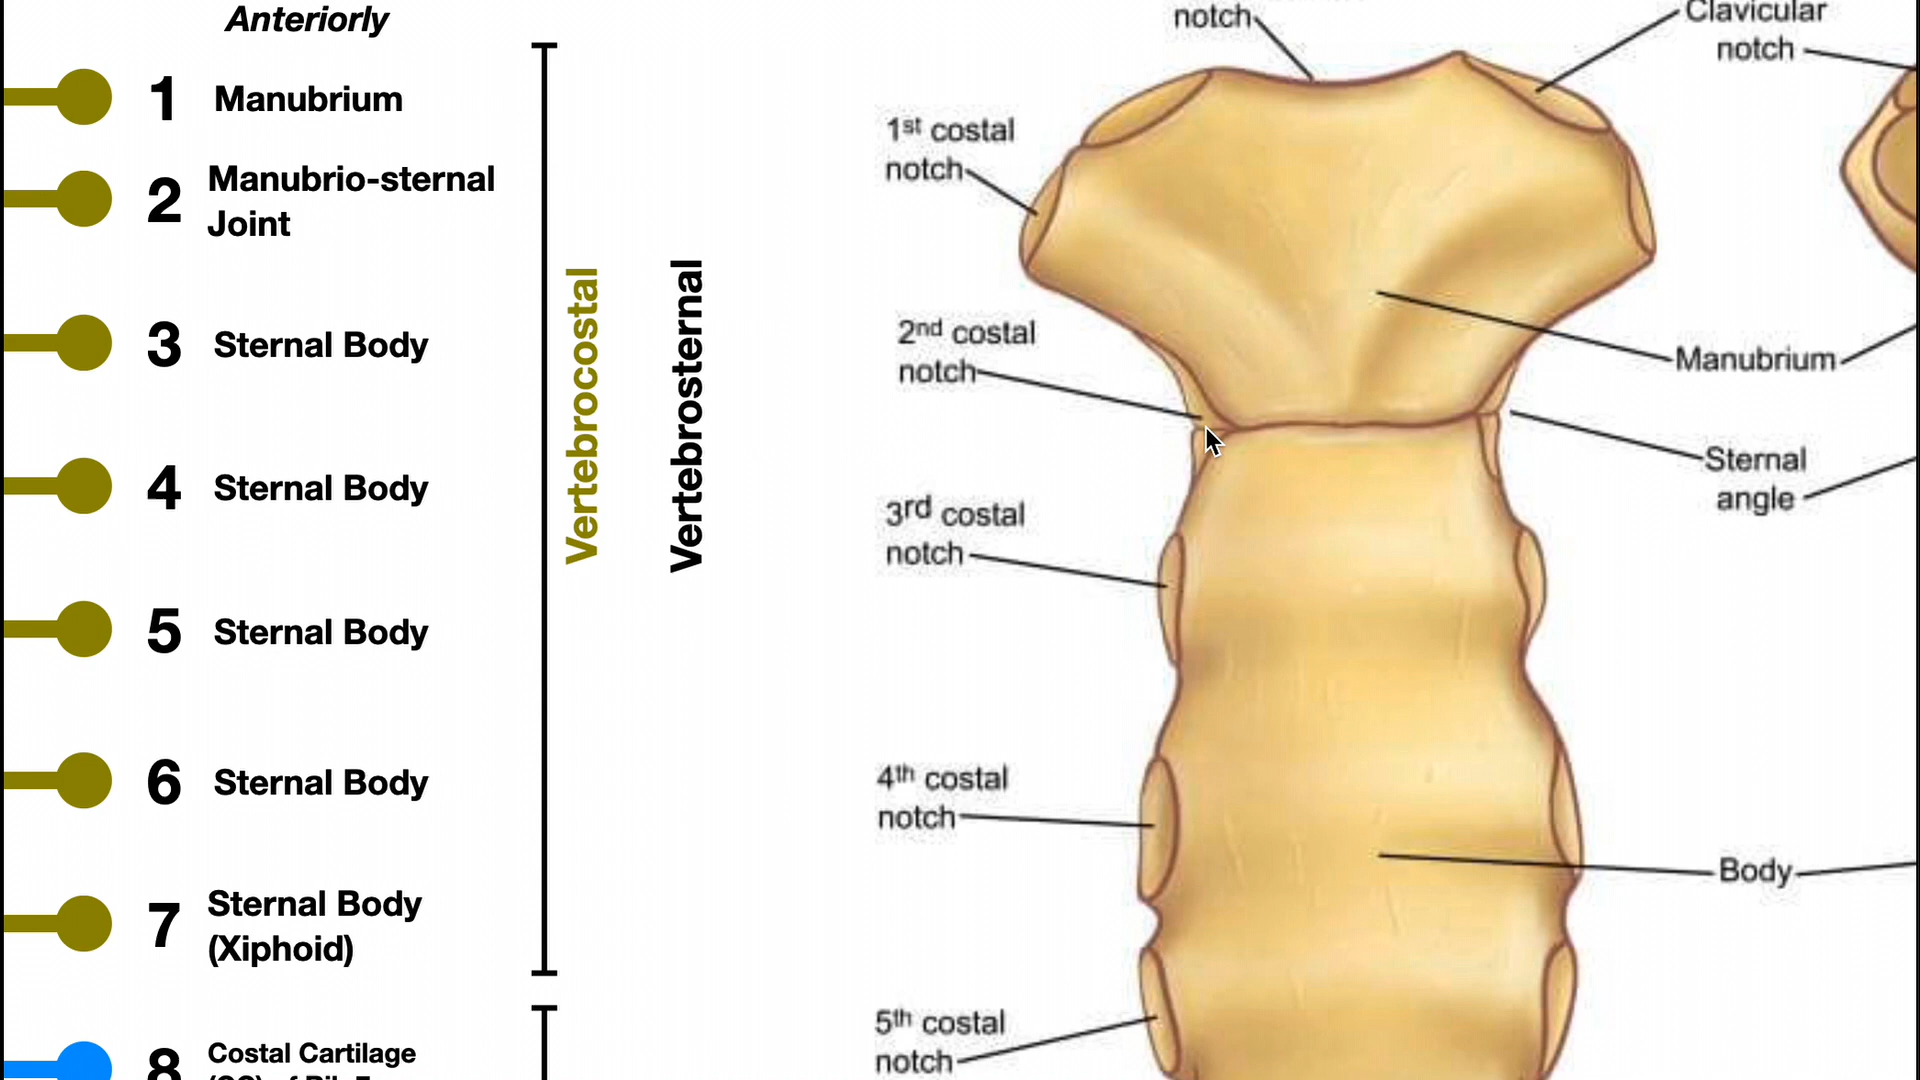 Anteriorly
1 Manubrium
2 Manubrio-sternal
Joint
3 Sternal Body
4 Sternal Body
5 Sternal Body
6 Sternal Body
7 Sternal Body
(Xiphoid)
8 Costal Cartilage
Vertebrocostal
Vertebrosternal
notch
Clavicular
notch
1st costal
notch
2nd costal
notch
Manubrium
Sternal
angle
3rd costal
notch
4th costal
notch
Body
5th costal
notch